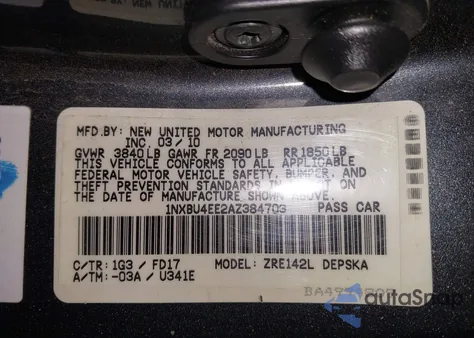 MFD.BY: NEW UNITED MOTOR MANUFACTURING
INC. 03/10
GVWR 3840LB GAWR FR 2090LB RR1850LB
THIS VEHICLE CONFORMS TO ALL APPLICABLE
FEDERAL MOTOR VEHICLE SAFETY, BUMPER, AND
THEFT PREVENTION STANDARDS IN EFFECT ON
THE DATE OF MANUFACTURE SHOWN ABOVE.
1NXBU4EE2AZ384703 PASS CAR
C/TR: 1G3 / FD17 MODEL: ZRE142L DEPSKA
A/TM: -03A / U341E
autaSnap